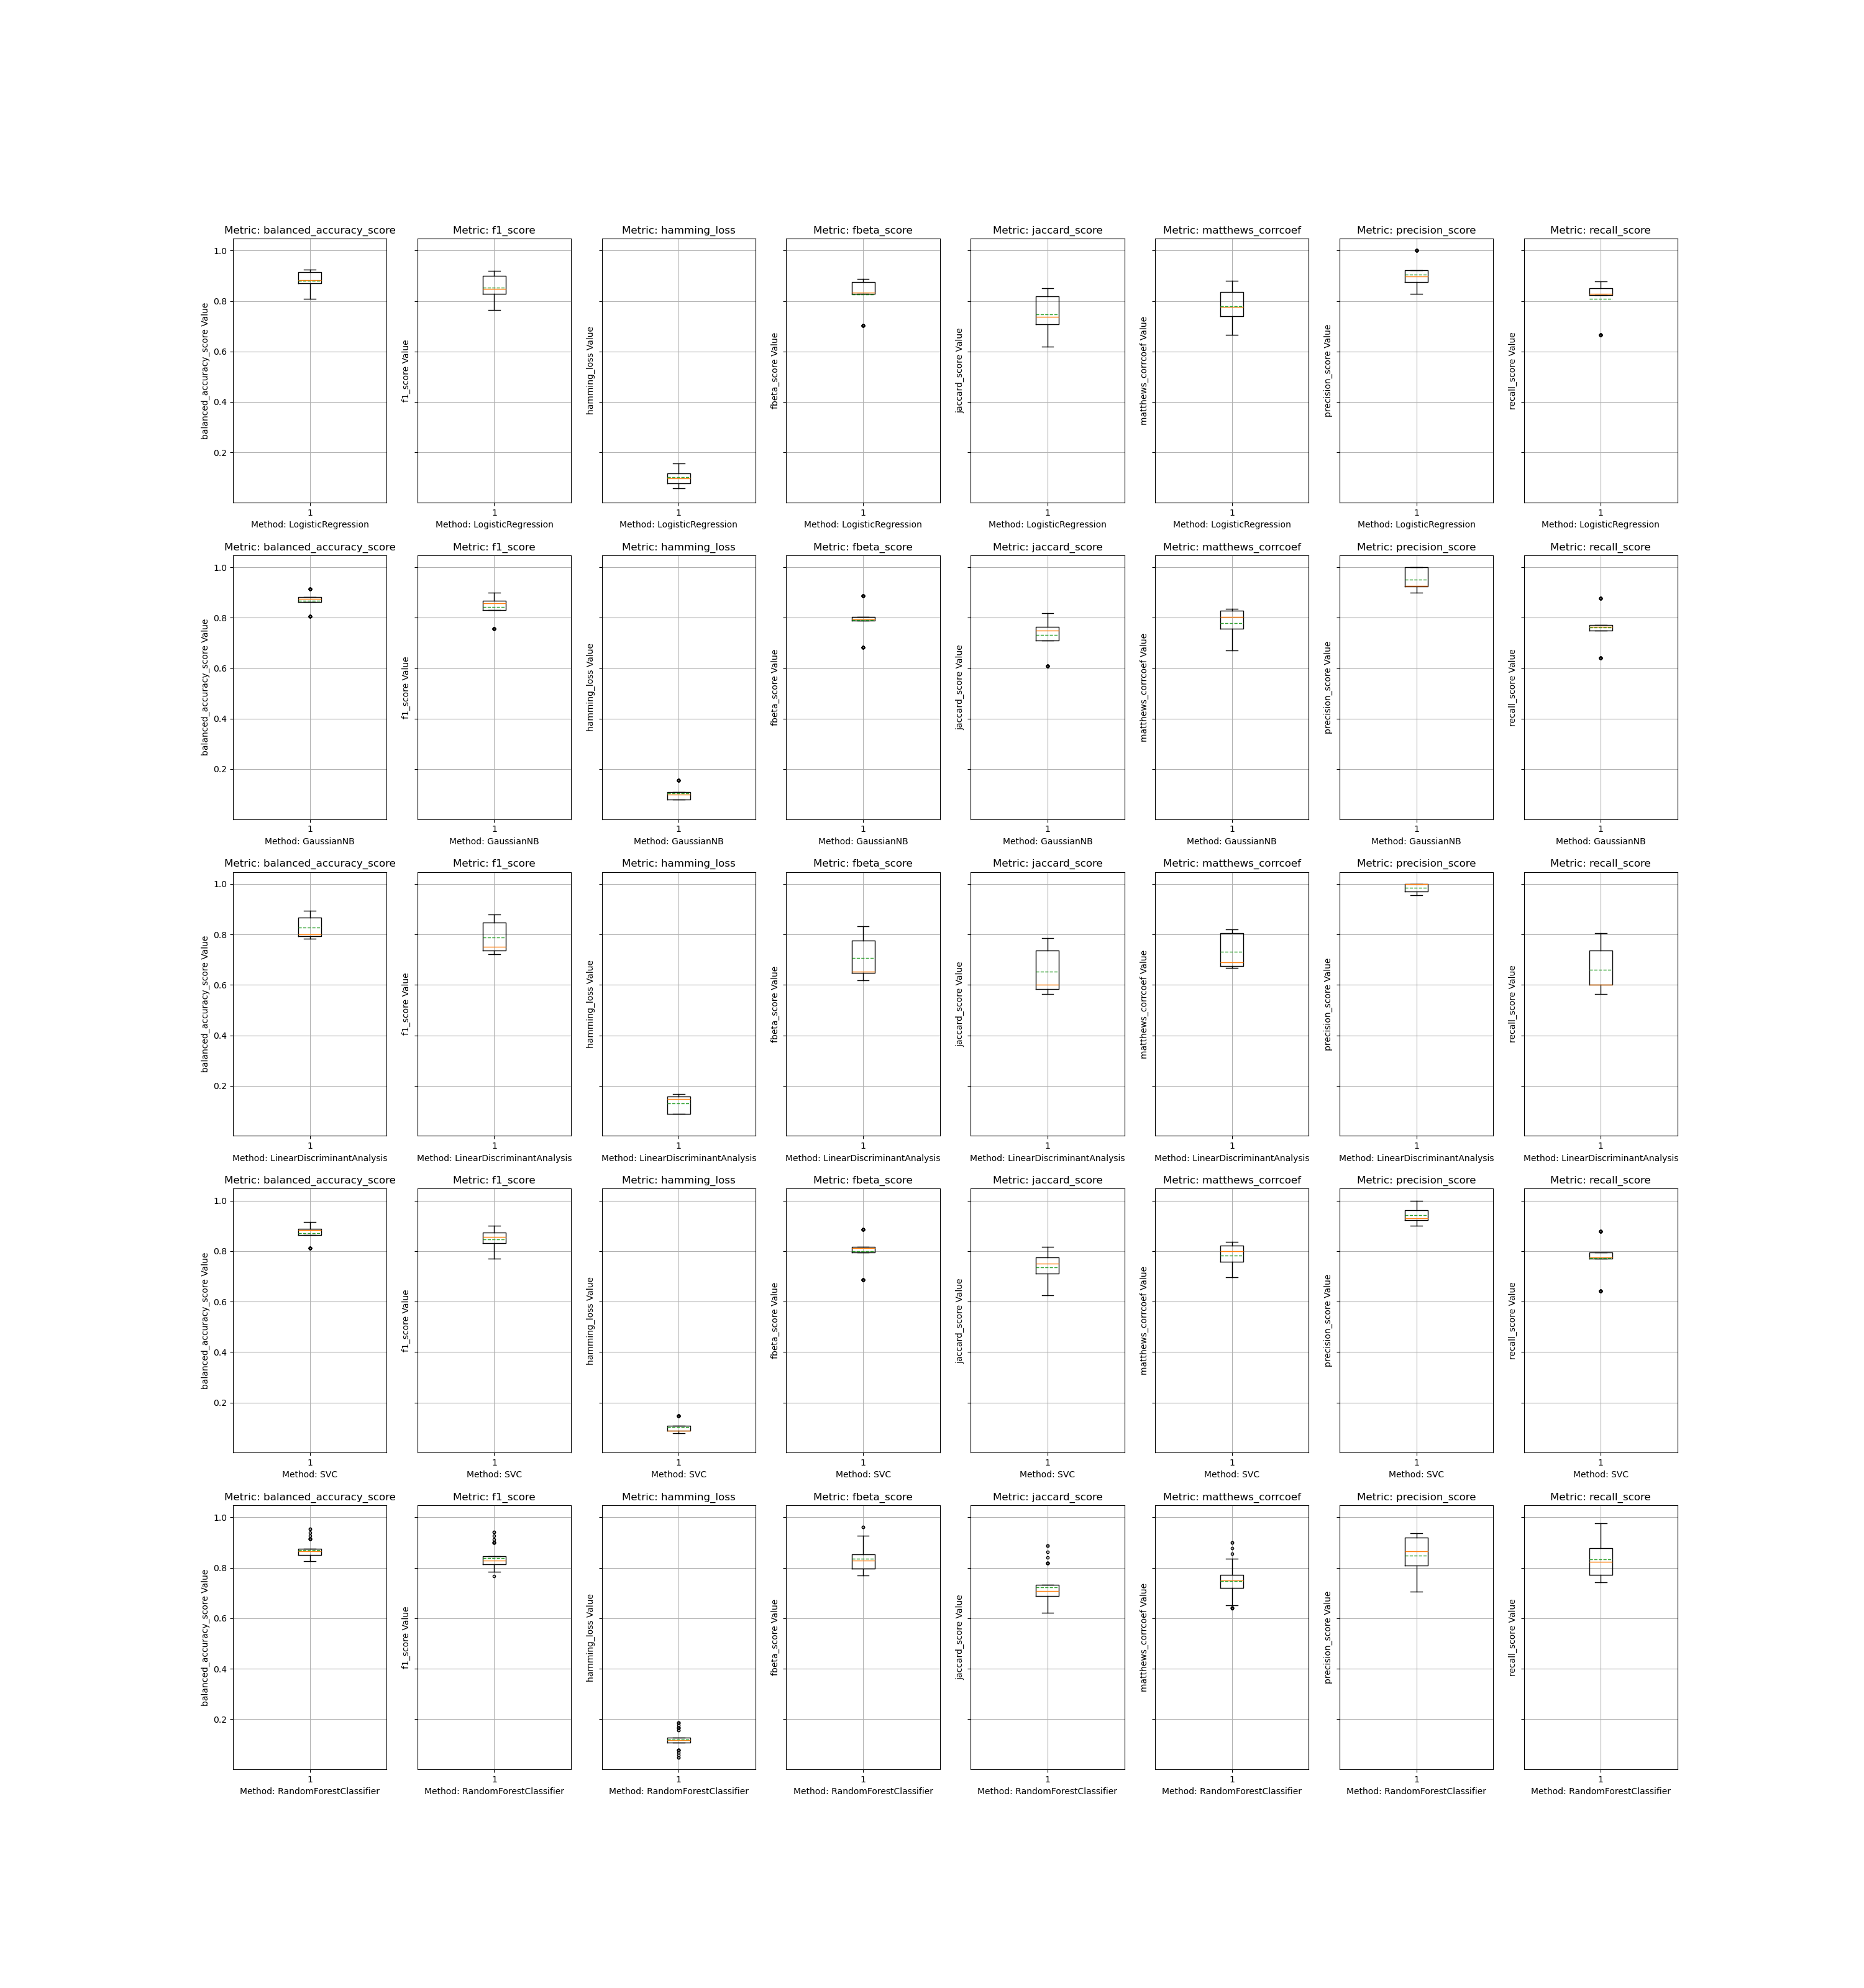 Metric: balanced_accuracy_score Metric: f1_score Metric: hamming_loss Metric: fbeta_score Metric: jaccard_score Metric: matthews_corrcoef Metric: precision_score Metric: recall_score
balanced_accuracy_score Value
1.0
0.8
0.6
0.4
0.2
f1_score Value
hamming_loss Value
fbeta_score Value
jaccard_score Value
matthews_corrcoef Value
precision_score Value
recall_score Value
1 1 1 1 1 1 1 1
Method: LogisticRegression Method: LogisticRegression Method: LogisticRegression Method: LogisticRegression Method: LogisticRegression Method: LogisticRegression Method: LogisticRegression Method: LogisticRegression
Metric: balanced_accuracy_score Metric: f1_score Metric: hamming_loss Metric: fbeta_score Metric: jaccard_score Metric: matthews_corrcoef Metric: precision_score Metric: recall_score
balanced_accuracy_score Value
1.0
0.8
0.6
0.4
0.2
f1_score Value
hamming_loss Value
fbeta_score Value
jaccard_score Value
matthews_corrcoef Value
precision_score Value
recall_score Value
1 1 1 1 1 1 1 1
Method: GaussianNB Method: GaussianNB Method: GaussianNB Method: GaussianNB Method: GaussianNB Method: GaussianNB Method: GaussianNB Method: GaussianNB
Metric: balanced_accuracy_score Metric: f1_score Metric: hamming_loss Metric: fbeta_score Metric: jaccard_score Metric: matthews_corrcoef Metric: precision_score Metric: recall_score
balanced_accuracy_score Value
1.0
0.8
0.6
0.4
0.2
f1_score Value
hamming_loss Value
fbeta_score Value
jaccard_score Value
matthews_corrcoef Value
precision_score Value
recall_score Value
1 1 1 1 1 1 1 1
Method: LinearDiscriminantAnalysis Method: LinearDiscriminantAnalysis Method: LinearDiscriminantAnalysis Method: LinearDiscriminantAnalysis Method: LinearDiscriminantAnalysis Method: LinearDiscriminantAnalysis Method: LinearDiscriminantAnalysis Method: LinearDiscriminantAnalysis
Metric: balanced_accuracy_score Metric: f1_score Metric: hamming_loss Metric: fbeta_score Metric: jaccard_score Metric: matthews_corrcoef Metric: precision_score Metric: recall_score
balanced_accuracy_score Value
1.0
0.8
0.6
0.4
0.2
f1_score Value
hamming_loss Value
fbeta_score Value
jaccard_score Value
matthews_corrcoef Value
precision_score Value
recall_score Value
1 1 1 1 1 1 1 1
Method: SVC Method: SVC Method: SVC Method: SVC Method: SVC Method: SVC Method: SVC Method: SVC
Metric: balanced_accuracy_score Metric: f1_score Metric: hamming_loss Metric: fbeta_score Metric: jaccard_score Metric: matthews_corrcoef Metric: precision_score Metric: recall_score
balanced_accuracy_score Value
1.0
0.8
0.6
0.4
0.2
f1_score Value
hamming_loss Value
fbeta_score Value
jaccard_score Value
matthews_corrcoef Value
precision_score Value
recall_score Value
1 1 1 1 1 1 1 1
Method: RandomForestClassifier Method: RandomForestClassifier Method: RandomForestClassifier Method: RandomForestClassifier Method: RandomForestClassifier Method: RandomForestClassifier Method: RandomForestClassifier Method: RandomForestClassifier